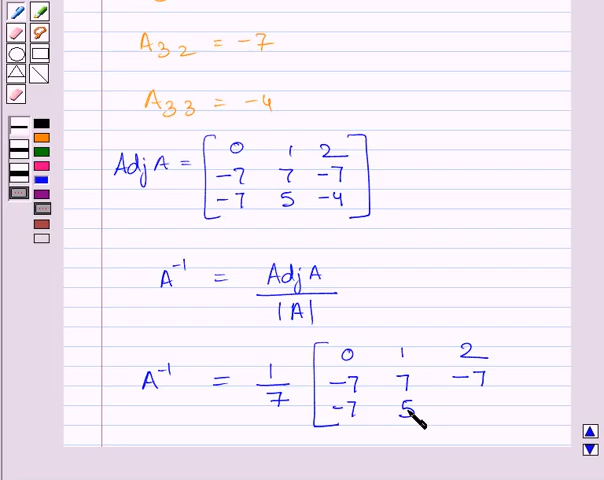 A32 = -7
A33 = -4
Adj A = [ 0 1 2
-7 7 -7
-7 5 -4 ]
A^-1 = Adj A / |A|
A^-1 = 1/7 [ 0 1 2
-7 7 -7
-7 5